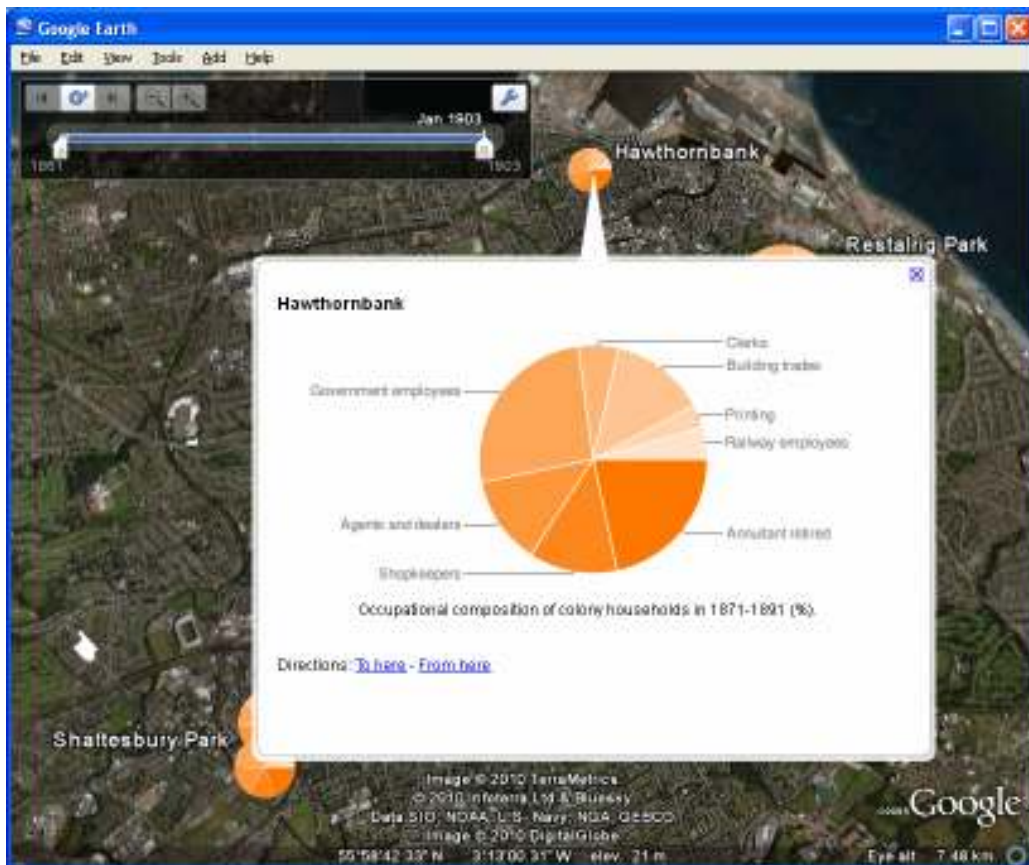 Google Earth
File Edit View Tools Add Help
Jan 1903
1861 1903
Hawthornbank
Restalrig Park
Hawthornbank
Clerks
Building trades
Government employees
Printing
Railway employees
Agents and dealers
Annuitant retired
Shopkeepers
Occupational composition of colony households in 1871-1891 (%).
Directions: To here - From here
Shaftesbury Park
Image © 2010 TerraMetrics
© 2010 Infoterra Ltd & Bluesky
Data SIO, NOAA, U.S. Navy, NGA, GEBCO
Image © 2010 DigitalGlobe
Google
55°58'42.33" N 3°13'00.31" W elev. 21 m
Eye alt 7.48 km